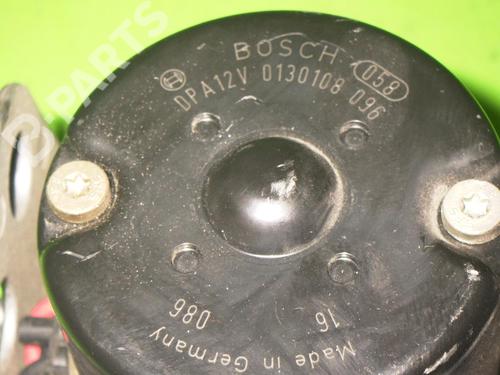 BOSCH
058
DPA12V 0130108 096
16 086
Made in Germany
B-PARTS